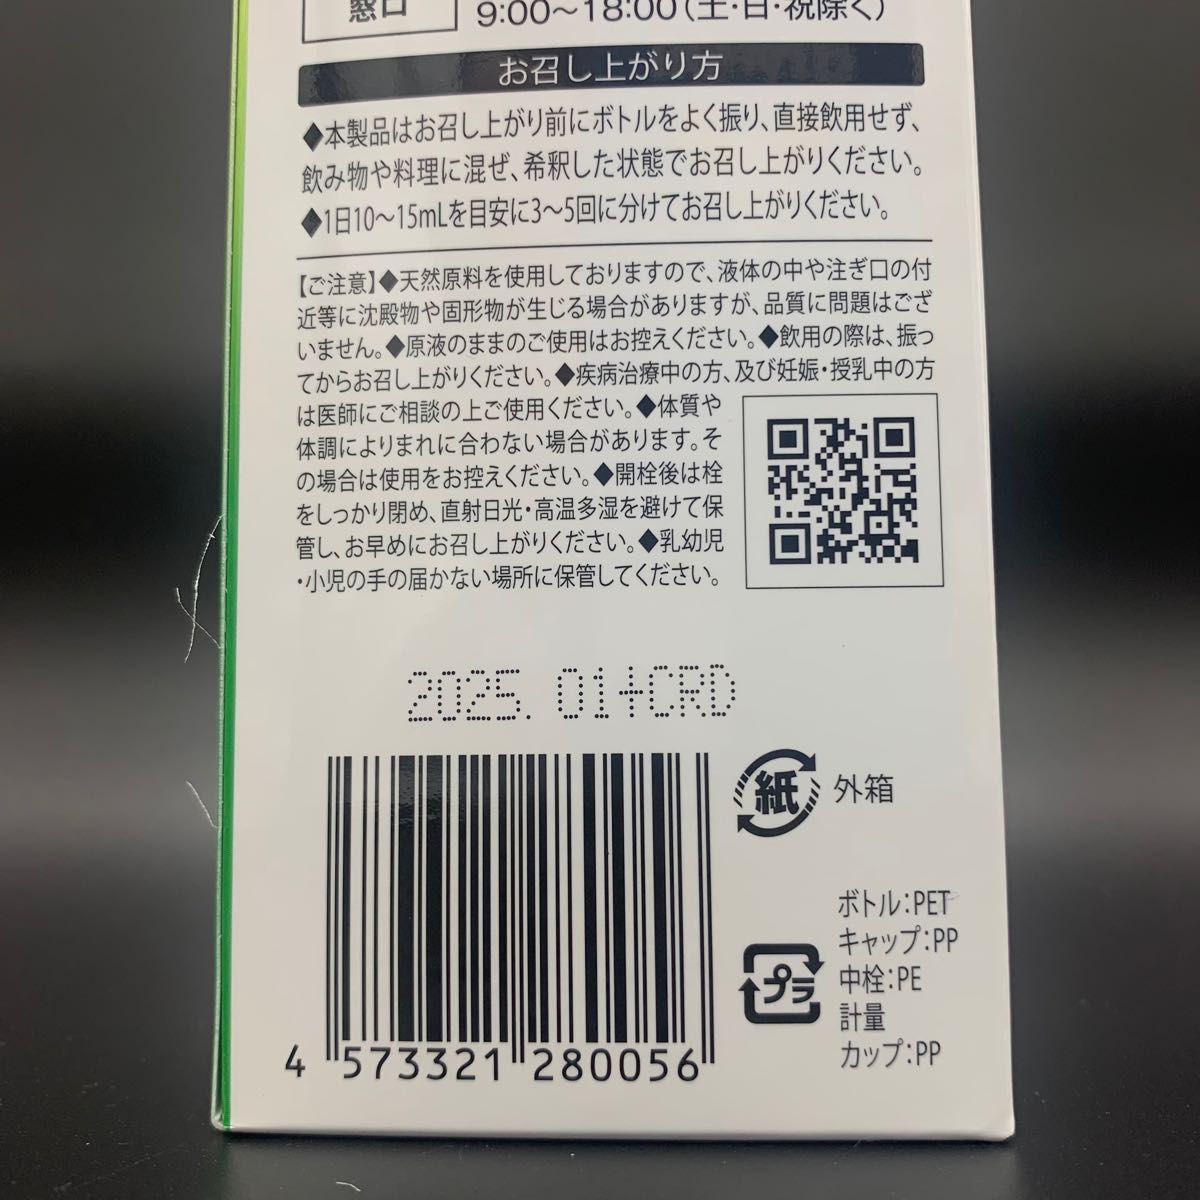 窓口
9:00～18:00(土・日・祝除く)
お召し上がり方
◆本製品はお召し上がり前にボトルをよく振り、直接飲用せず、
飲み物や料理に混ぜ、希釈した状態でお召し上がりください。
◆1日10～15mLを目安に3～5回に分けてお召し上がりください。
【ご注意】◆天然原料を使用しておりますので、液体の中や注ぎ口の付
近等に沈殿物や固形物が生じる場合がありますが、品質に問題はござ
いません。◆原液のままのご使用はお控えください。◆飲用の際は、振っ
てからお召し上がりください。◆疾病治療中の方、及び妊娠・授乳中の方
は医師にご相談の上ご使用ください。◆体質や
体調によりまれに合わない場合があります。そ
の場合は使用をお控えください。◆開栓後は栓
をしっかり閉め、直射日光・高温多湿を避けて保
管し、お早めにお召し上がりください。◆乳幼児
・小児の手の届かない場所に保管してください。
2025.01+CRD
紙 外箱
プラ
ボトル:PET
キャップ:PP
中栓:PE
計量
カップ:PP
4 573321 280056